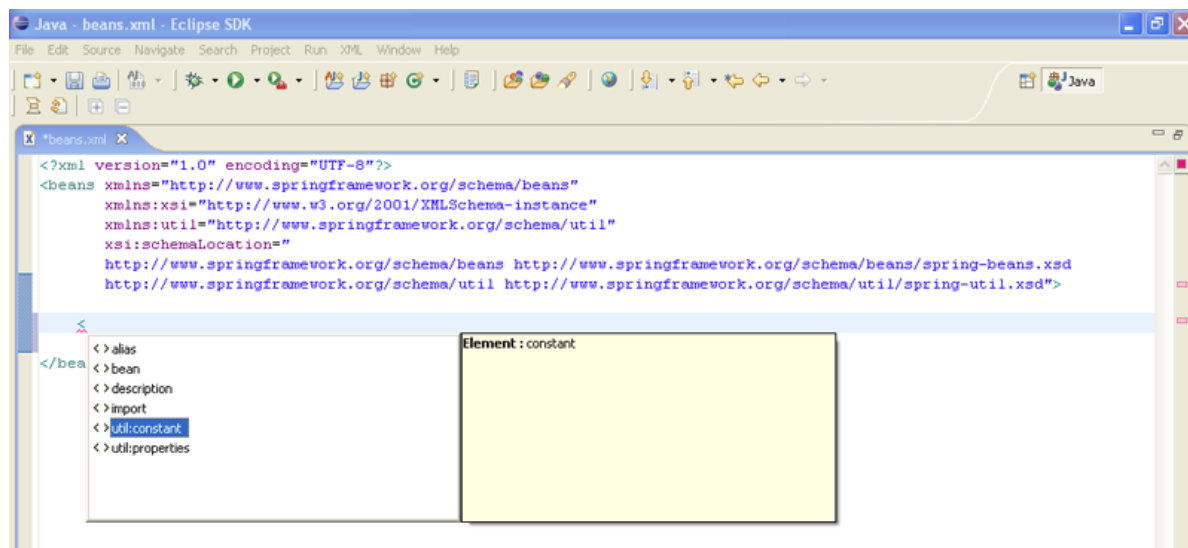 Java - beans.xml - Eclipse SDK
File Edit Source Navigate Search Project Run XML Window Help
Java
*beans.xml
<?xml version="1.0" encoding="UTF-8"?>
<beans xmlns="http://www.springframework.org/schema/beans"
xmlns:xsi="http://www.w3.org/2001/XMLSchema-instance"
xmlns:util="http://www.springframework.org/schema/util"
xsi:schemaLocation="
http://www.springframework.org/schema/beans http://www.springframework.org/schema/beans/spring-beans.xsd
http://www.springframework.org/schema/util http://www.springframework.org/schema/util/spring-util.xsd">
<
<> alias
Element : constant
</bea
<> bean
<> description
<> import
<> util:constant
<> util:properties